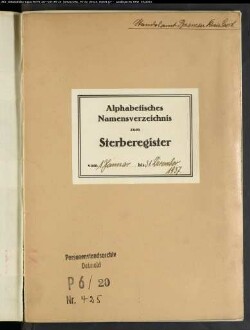 Alphabetisches
Namensverzeichnis
zum
Sterberegister
vom 1. Januar bis 31. Dezember
1937
Personenstandsarchiv
Detmold
P 6 / 20
Nr. 425